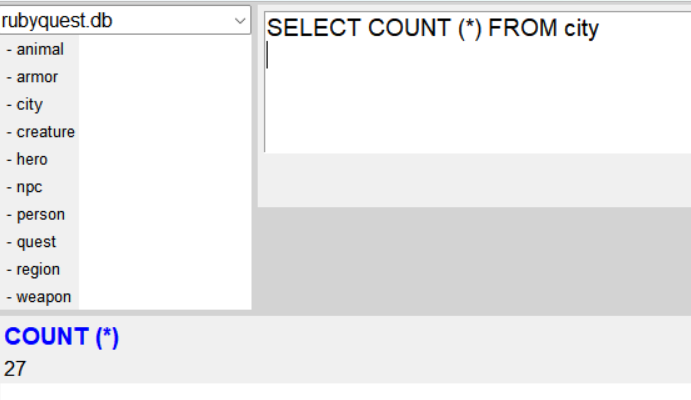 rubyquest.db
- animal
- armor
- city
- creature
- hero
- npc
- person
- quest
- region
- weapon
SELECT COUNT (*) FROM city
COUNT (*)
27